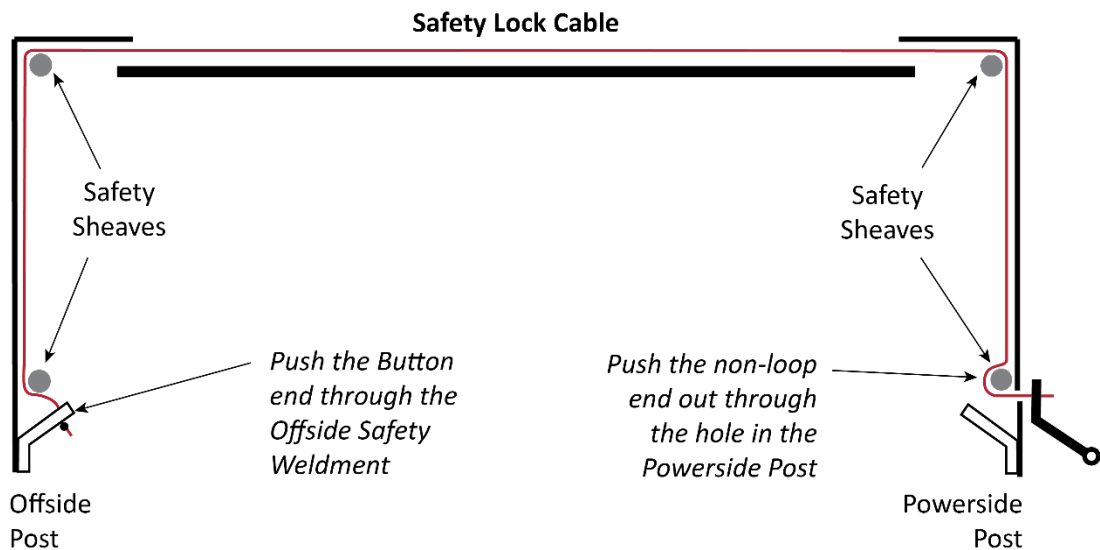 Safety Lock Cable
Safety
Sheaves
Safety
Sheaves
Push the Button
end through the
Offside Safety
Weldment
Push the non-loop
end out through
the hole in the
Powerside Post
Offside
Post
Powerside
Post